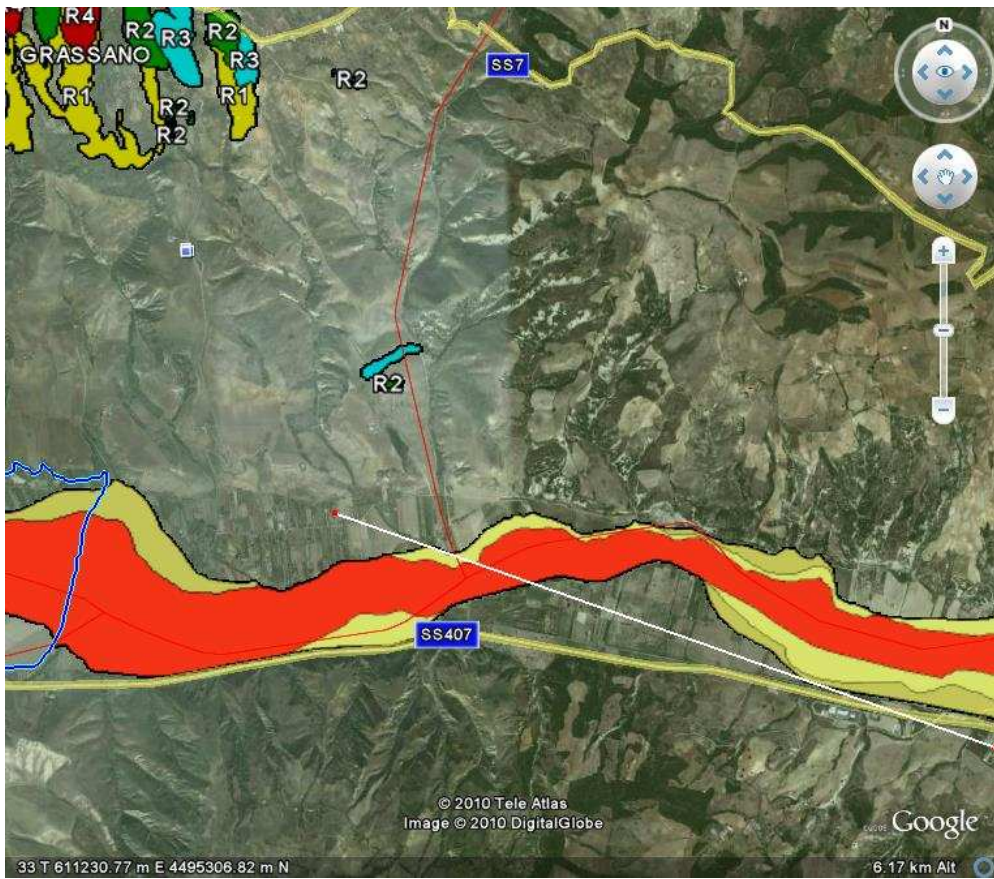 R4
R2
R3
R2
GRASSANO
R3
R1
R1
R2
R2
R2
SS7
N
R2
SS407
© 2010 Tele Atlas
Image © 2010 DigitalGlobe
Google
33 T 611230.77 m E 4495306.82 m N
6.17 km Alt